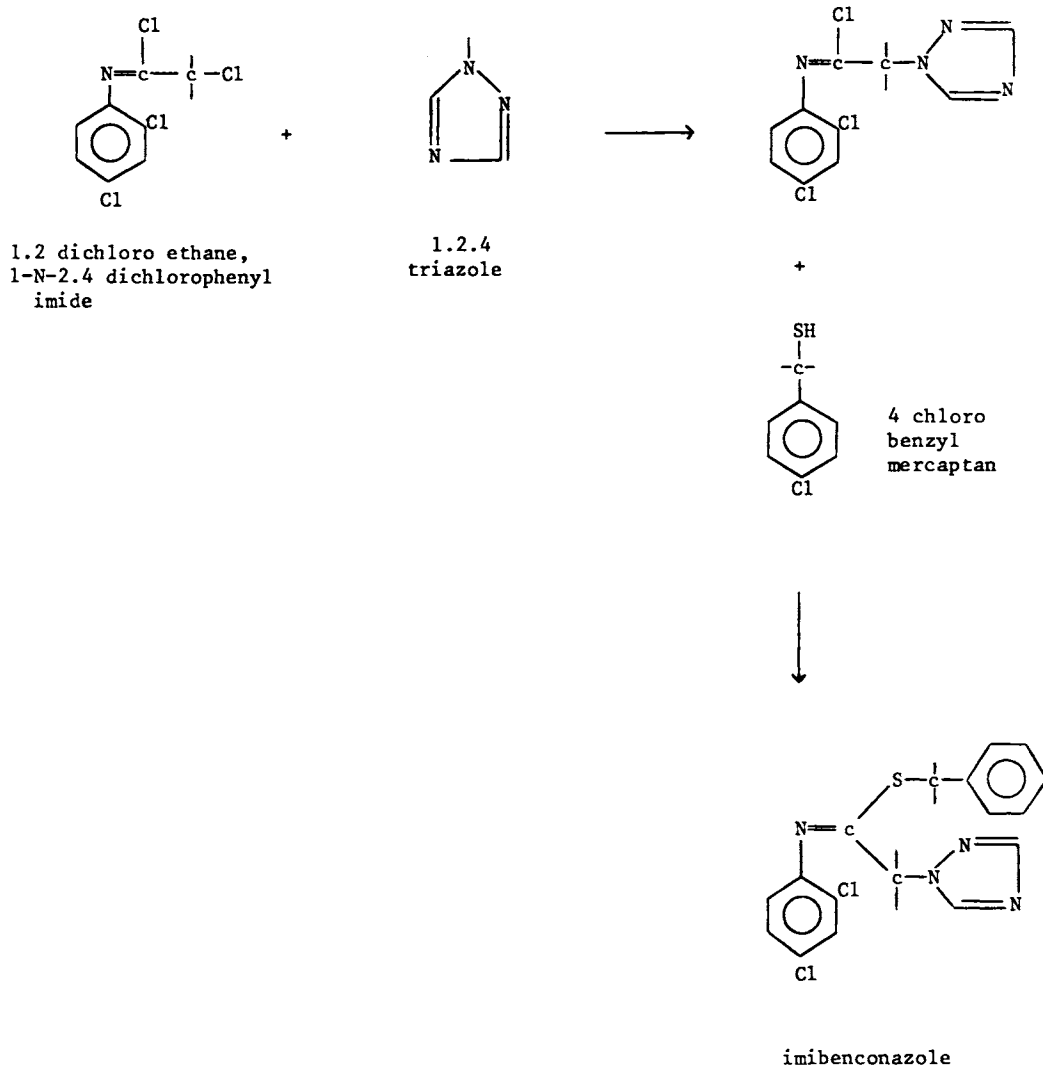 Cl
N=C-C-Cl
Cl
Cl
+
N
N
N
Cl
N=C-C-N
N
N
Cl
Cl
1.2 dichloro ethane,
1-N-2.4 dichlorophenyl
imide
1.2.4
triazole
+
SH
-C-
Cl
4 chloro
benzyl
mercaptan
S-C
N=c
C-N
N
N
Cl
Cl
imibenconazole